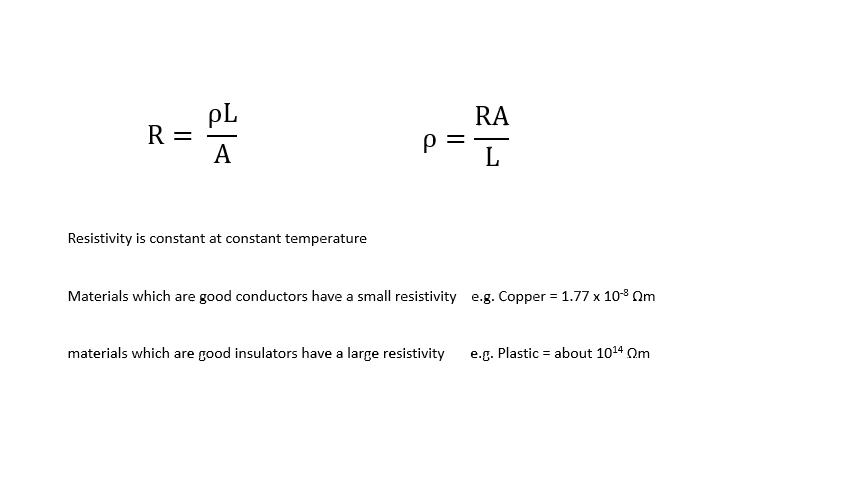 R = ρL/A
ρ = RA/L
Resistivity is constant at constant temperature
Materials which are good conductors have a small resistivity e.g. Copper = 1.77 x 10⁻⁸ Ωm
materials which are good insulators have a large resistivity e.g. Plastic = about 10¹⁴ Ωm